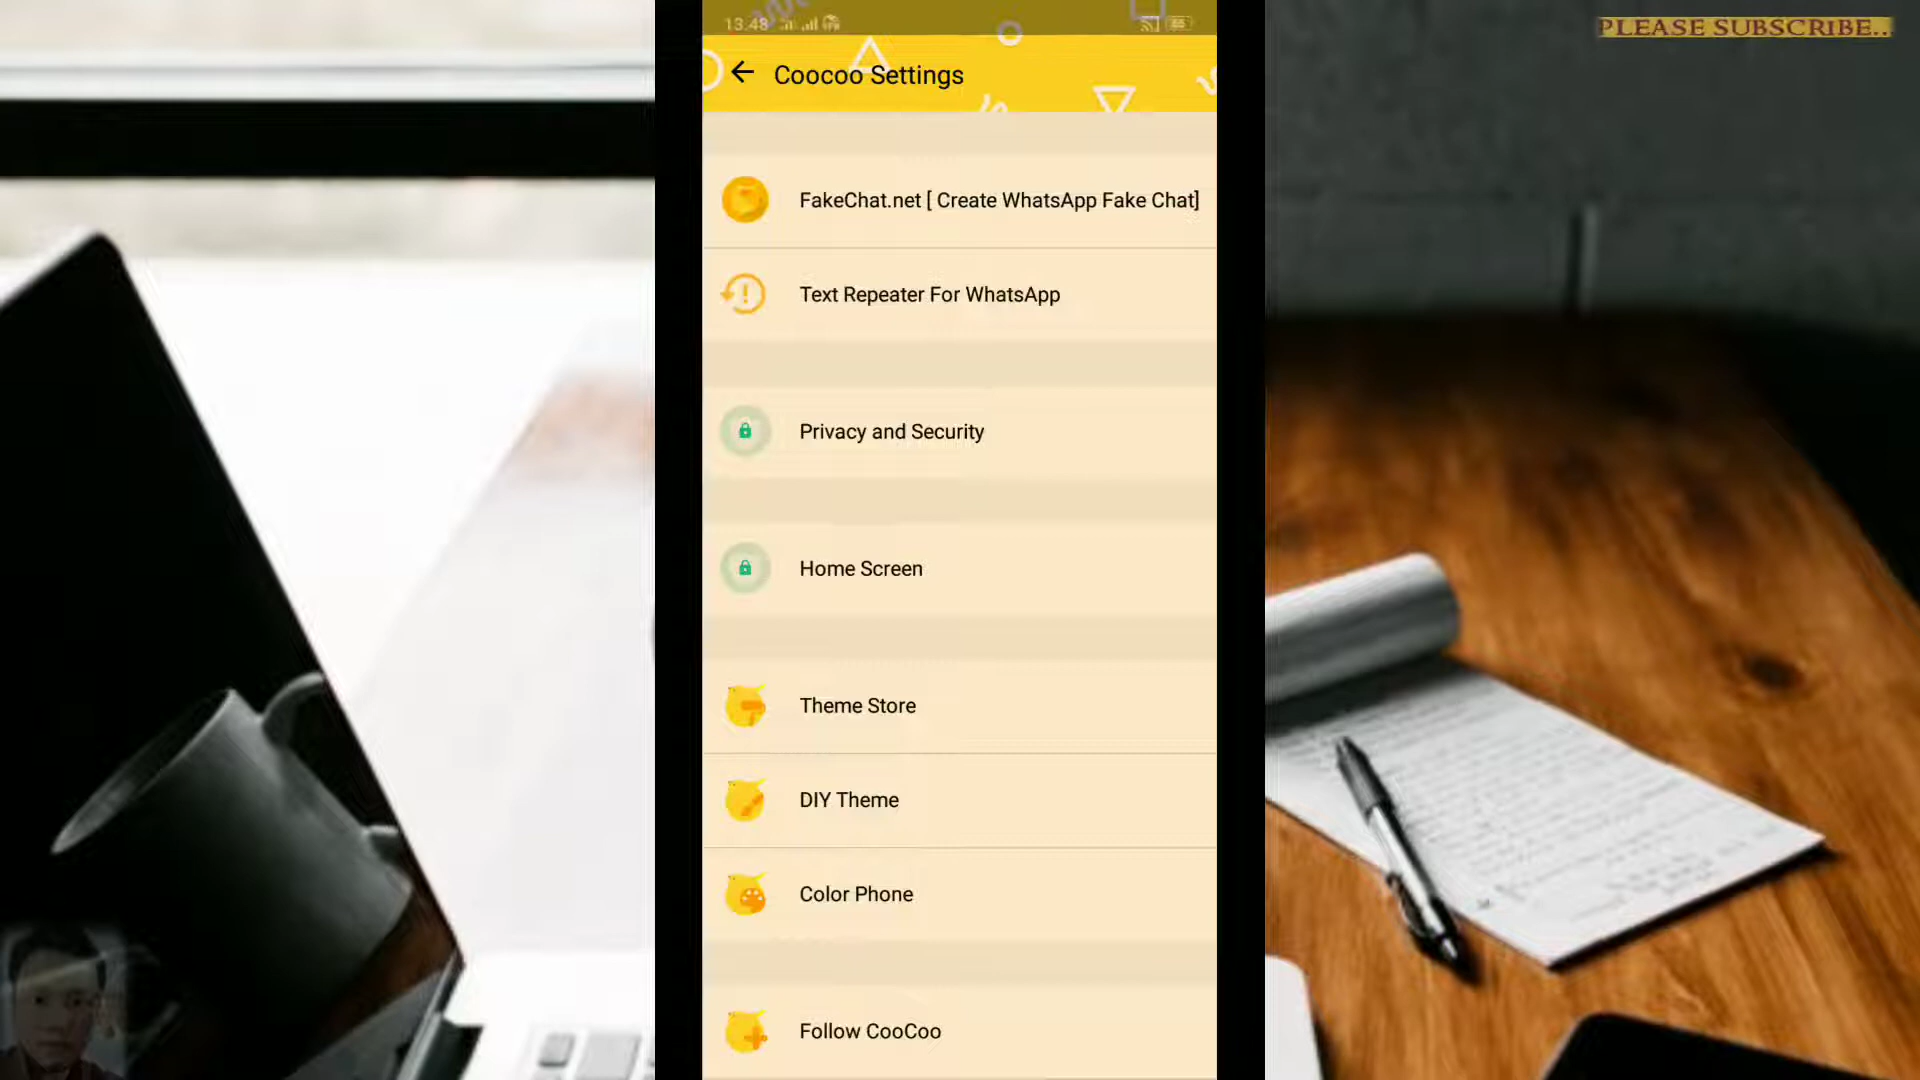 PLEASE SUBSCRIBE..
13.48
Coocoo Settings
FakeChat.net [ Create WhatsApp Fake Chat]
Text Repeater For WhatsApp
Privacy and Security
Home Screen
Theme Store
DIY Theme
Color Phone
Follow CooCoo